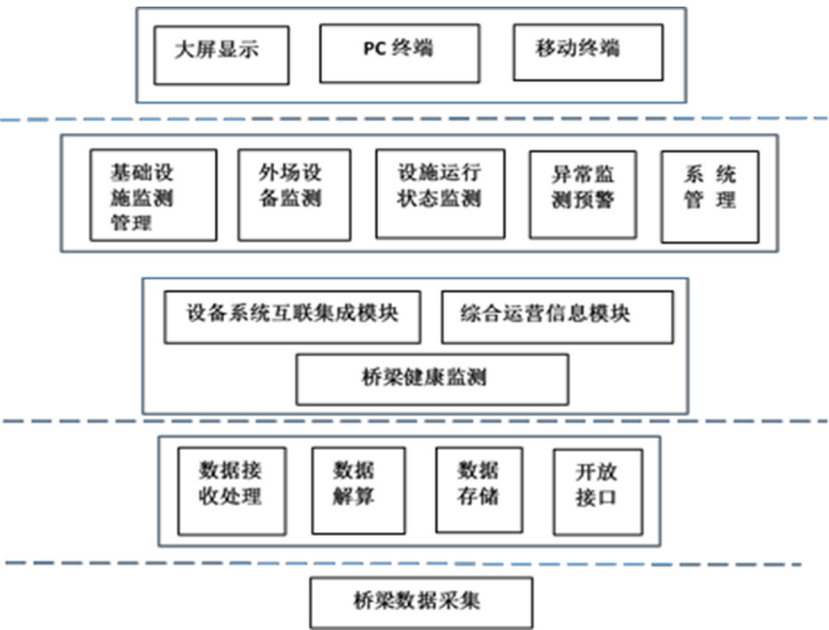 大屏显示
PC 终端
移动终端
基础设
施监测
管理
外场设
备监测
设施运行
状态监测
异常监
测预警
系 统
管 理
设备系统互联集成模块
综合运营信息模块
桥梁健康监测
数据接
收处理
数据
解算
数据
存储
开放
接口
桥梁数据采集